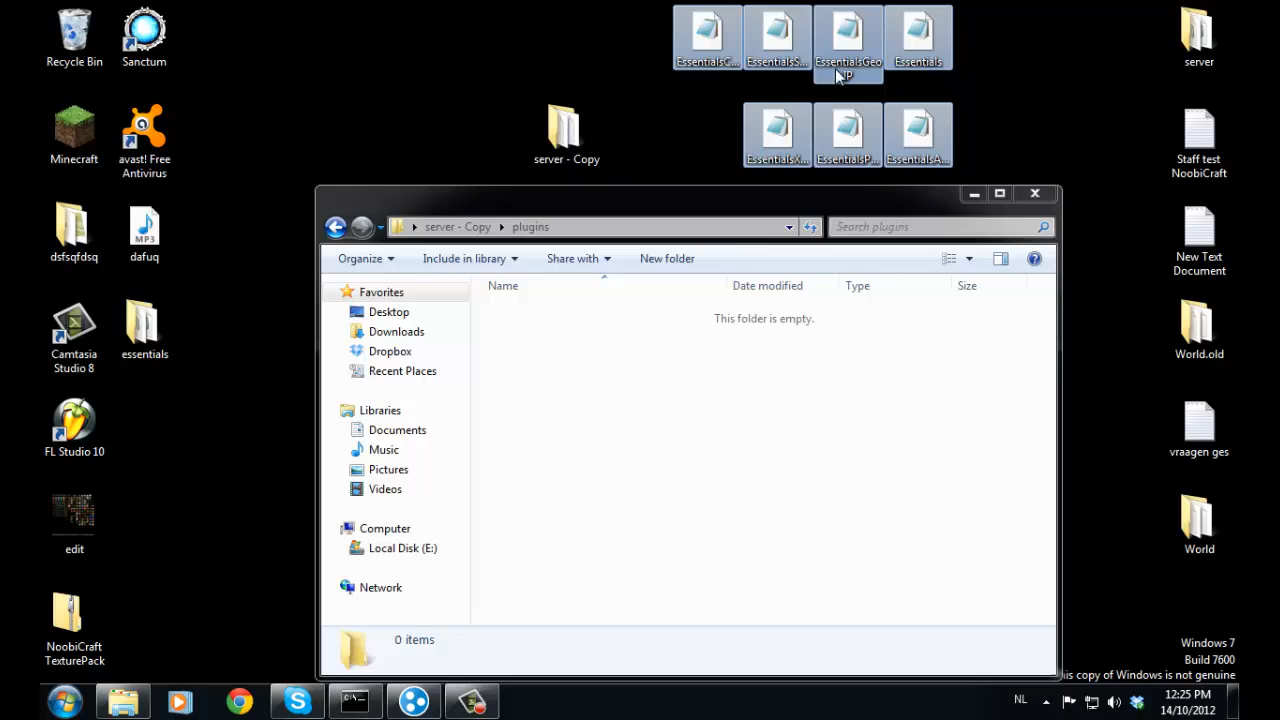 Recycle Bin
Sanctum
EssentialsC...
EssentialsS...
EssentialsGeo
IP
Essentials
server
Minecraft
avast! Free
Antivirus
server - Copy
EssentialsX...
EssentialsP...
EssentialsA...
Staff test
NoobiCraft
server - Copy
plugins
Search plugins
MP3
dsfsqfdsq
dafuq
Organize
Include in library
Share with
New folder
New Text
Document
Name
Date modified
Type
Size
Favorites
This folder is empty.
Desktop
Downloads
Dropbox
Recent Places
Camtasia
Studio 8
essentials
World.old
Libraries
Documents
Music
Pictures
Videos
FL Studio 10
vraagen ges
Computer
Local Disk (E:)
Network
edit
World
0 items
NoobiCraft
TexturePack
Windows 7
Build 7600
his copy of Windows is not genuine
C:\
NL
12:25 PM
14/10/2012